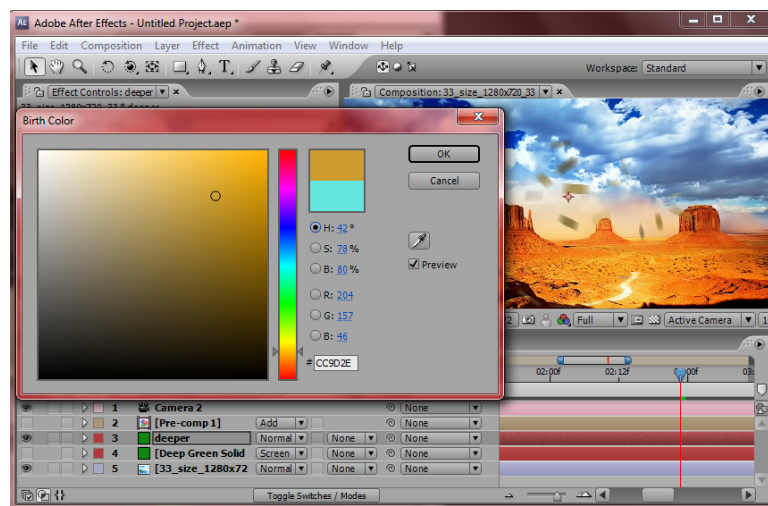 Adobe After Effects - Untitled Project.aep *
File Edit Composition Layer Effect Animation View Window Help
Workspace: Standard
Effect Controls: deeper
Composition: 33_size_1280x720_33
Birth Color
OK
Cancel
H: 42 °
S: 78 %
B: 80 %
Preview
R: 204
G: 157
B: 46
# CC9D2E
Full Active Camera
02:00f 02:12f 03:
1 Camera 2 None
2 [Pre-comp 1] Add None
3 deeper Normal None None
4 [Deep Green Solid Screen None None
5 [33_size_1280x72 Normal None None
Toggle Switches / Modes